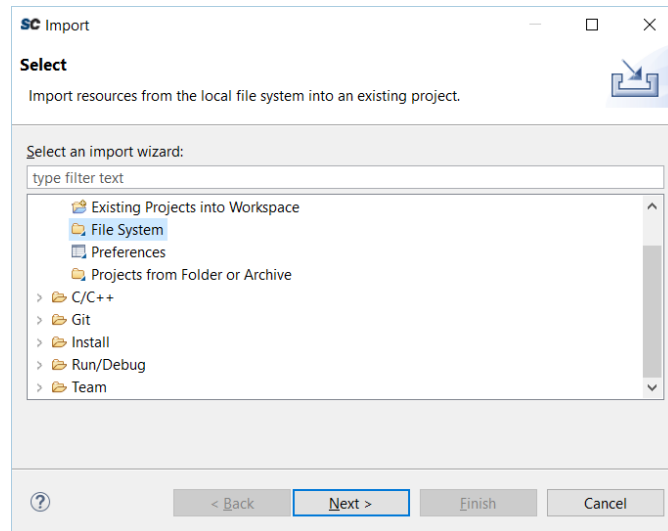 SC Import
Select
Import resources from the local file system into an existing project.
Select an import wizard:
type filter text
Existing Projects into Workspace
File System
Preferences
Projects from Folder or Archive
C/C++
Git
Install
Run/Debug
Team
?
< Back Next > Finish Cancel